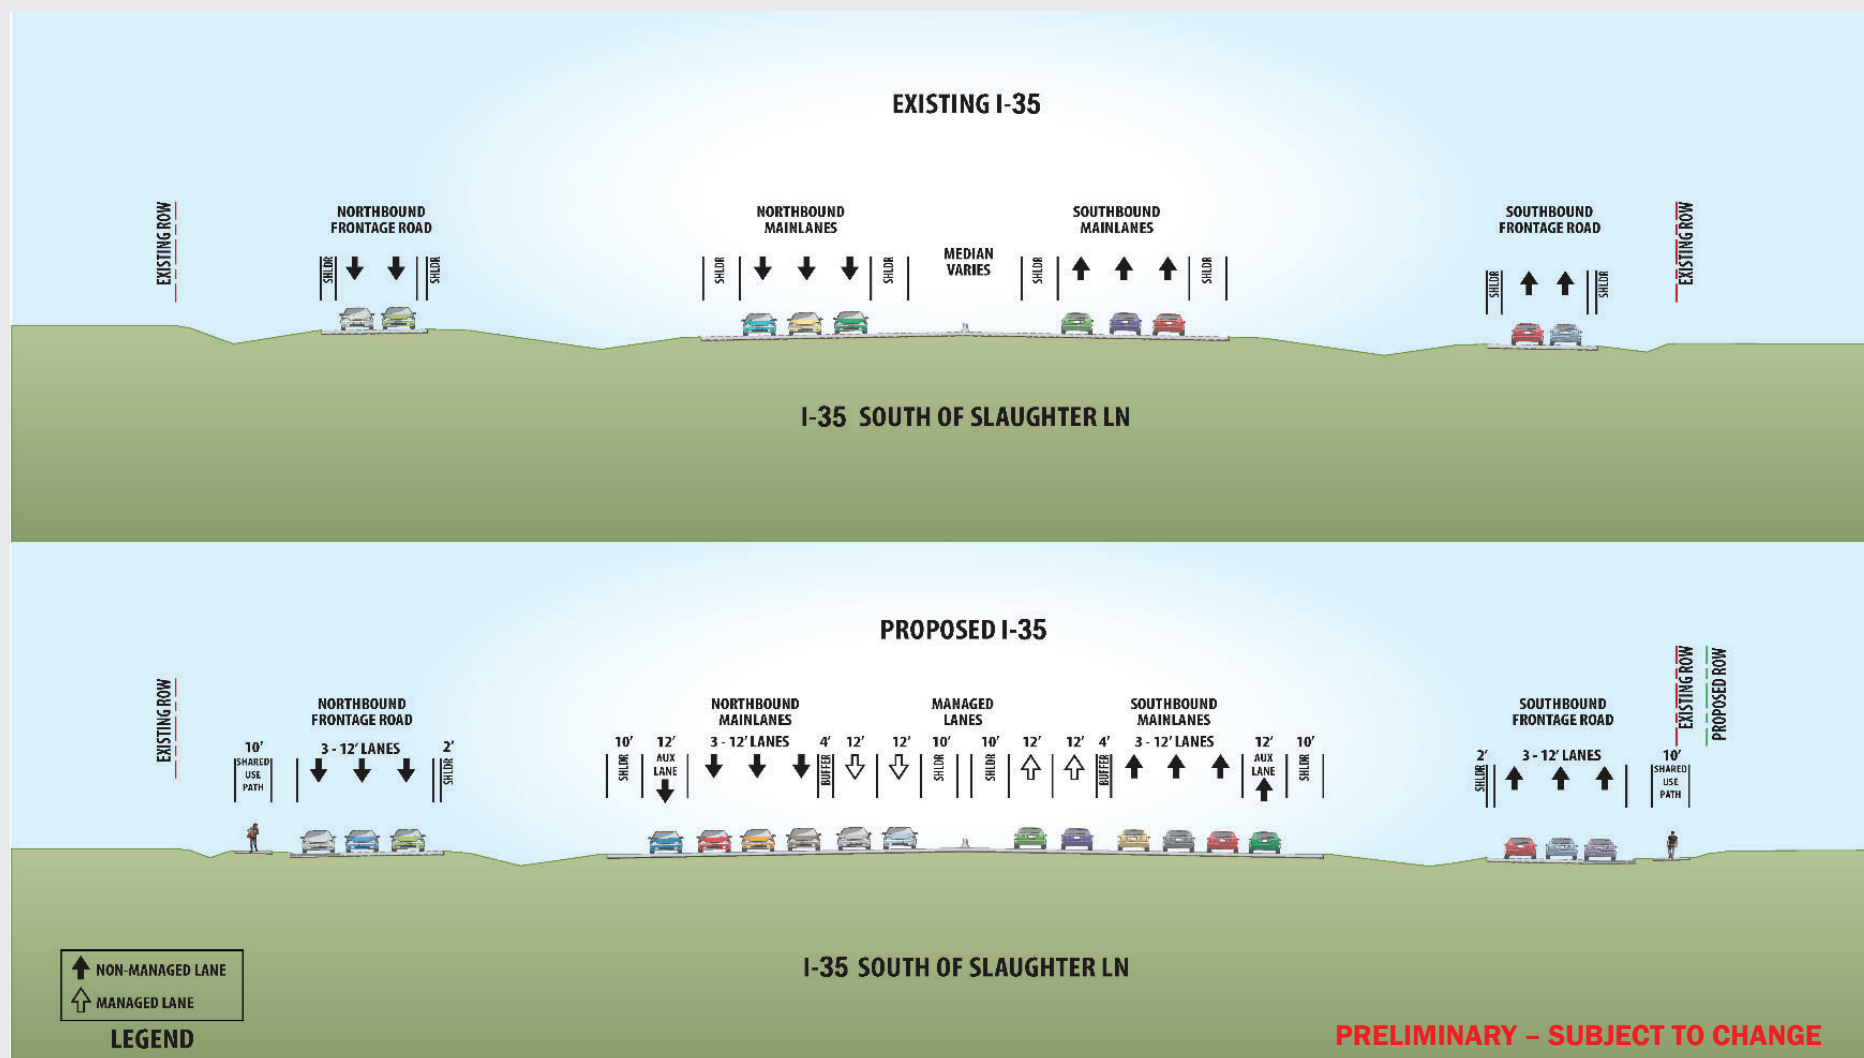 EXISTING I-35
EXISTING ROW
NORTHBOUND
FRONTAGE ROAD
SHLDR
SHLDR
NORTHBOUND
MAINLANES
SHLDR
SHLDR
MEDIAN
VARIES
SOUTHBOUND
MAINLANES
SHLDR
SHLDR
SOUTHBOUND
FRONTAGE ROAD
SHLDR
SHLDR
EXISTING ROW
I-35 SOUTH OF SLAUGHTER LN
PROPOSED I-35
EXISTING ROW
10'
SHARED
USE
PATH
NORTHBOUND
FRONTAGE ROAD
3 - 12' LANES
2'
SHLDR
10'
SHLDR
12'
AUX
LANE
NORTHBOUND
MAINLANES
3 - 12' LANES
4'
BUFFER
12'
12'
MANAGED
LANES
10'
SHLDR
10'
SHLDR
12'
12'
4'
BUFFER
SOUTHBOUND
MAINLANES
3 - 12' LANES
12'
AUX
LANE
10'
SHLDR
SOUTHBOUND
FRONTAGE ROAD
2'
SHLDR
3 - 12' LANES
10'
SHARED
USE
PATH
EXISTING ROW
PROPOSED ROW
I-35 SOUTH OF SLAUGHTER LN
NON-MANAGED LANE
MANAGED LANE
LEGEND
PRELIMINARY – SUBJECT TO CHANGE